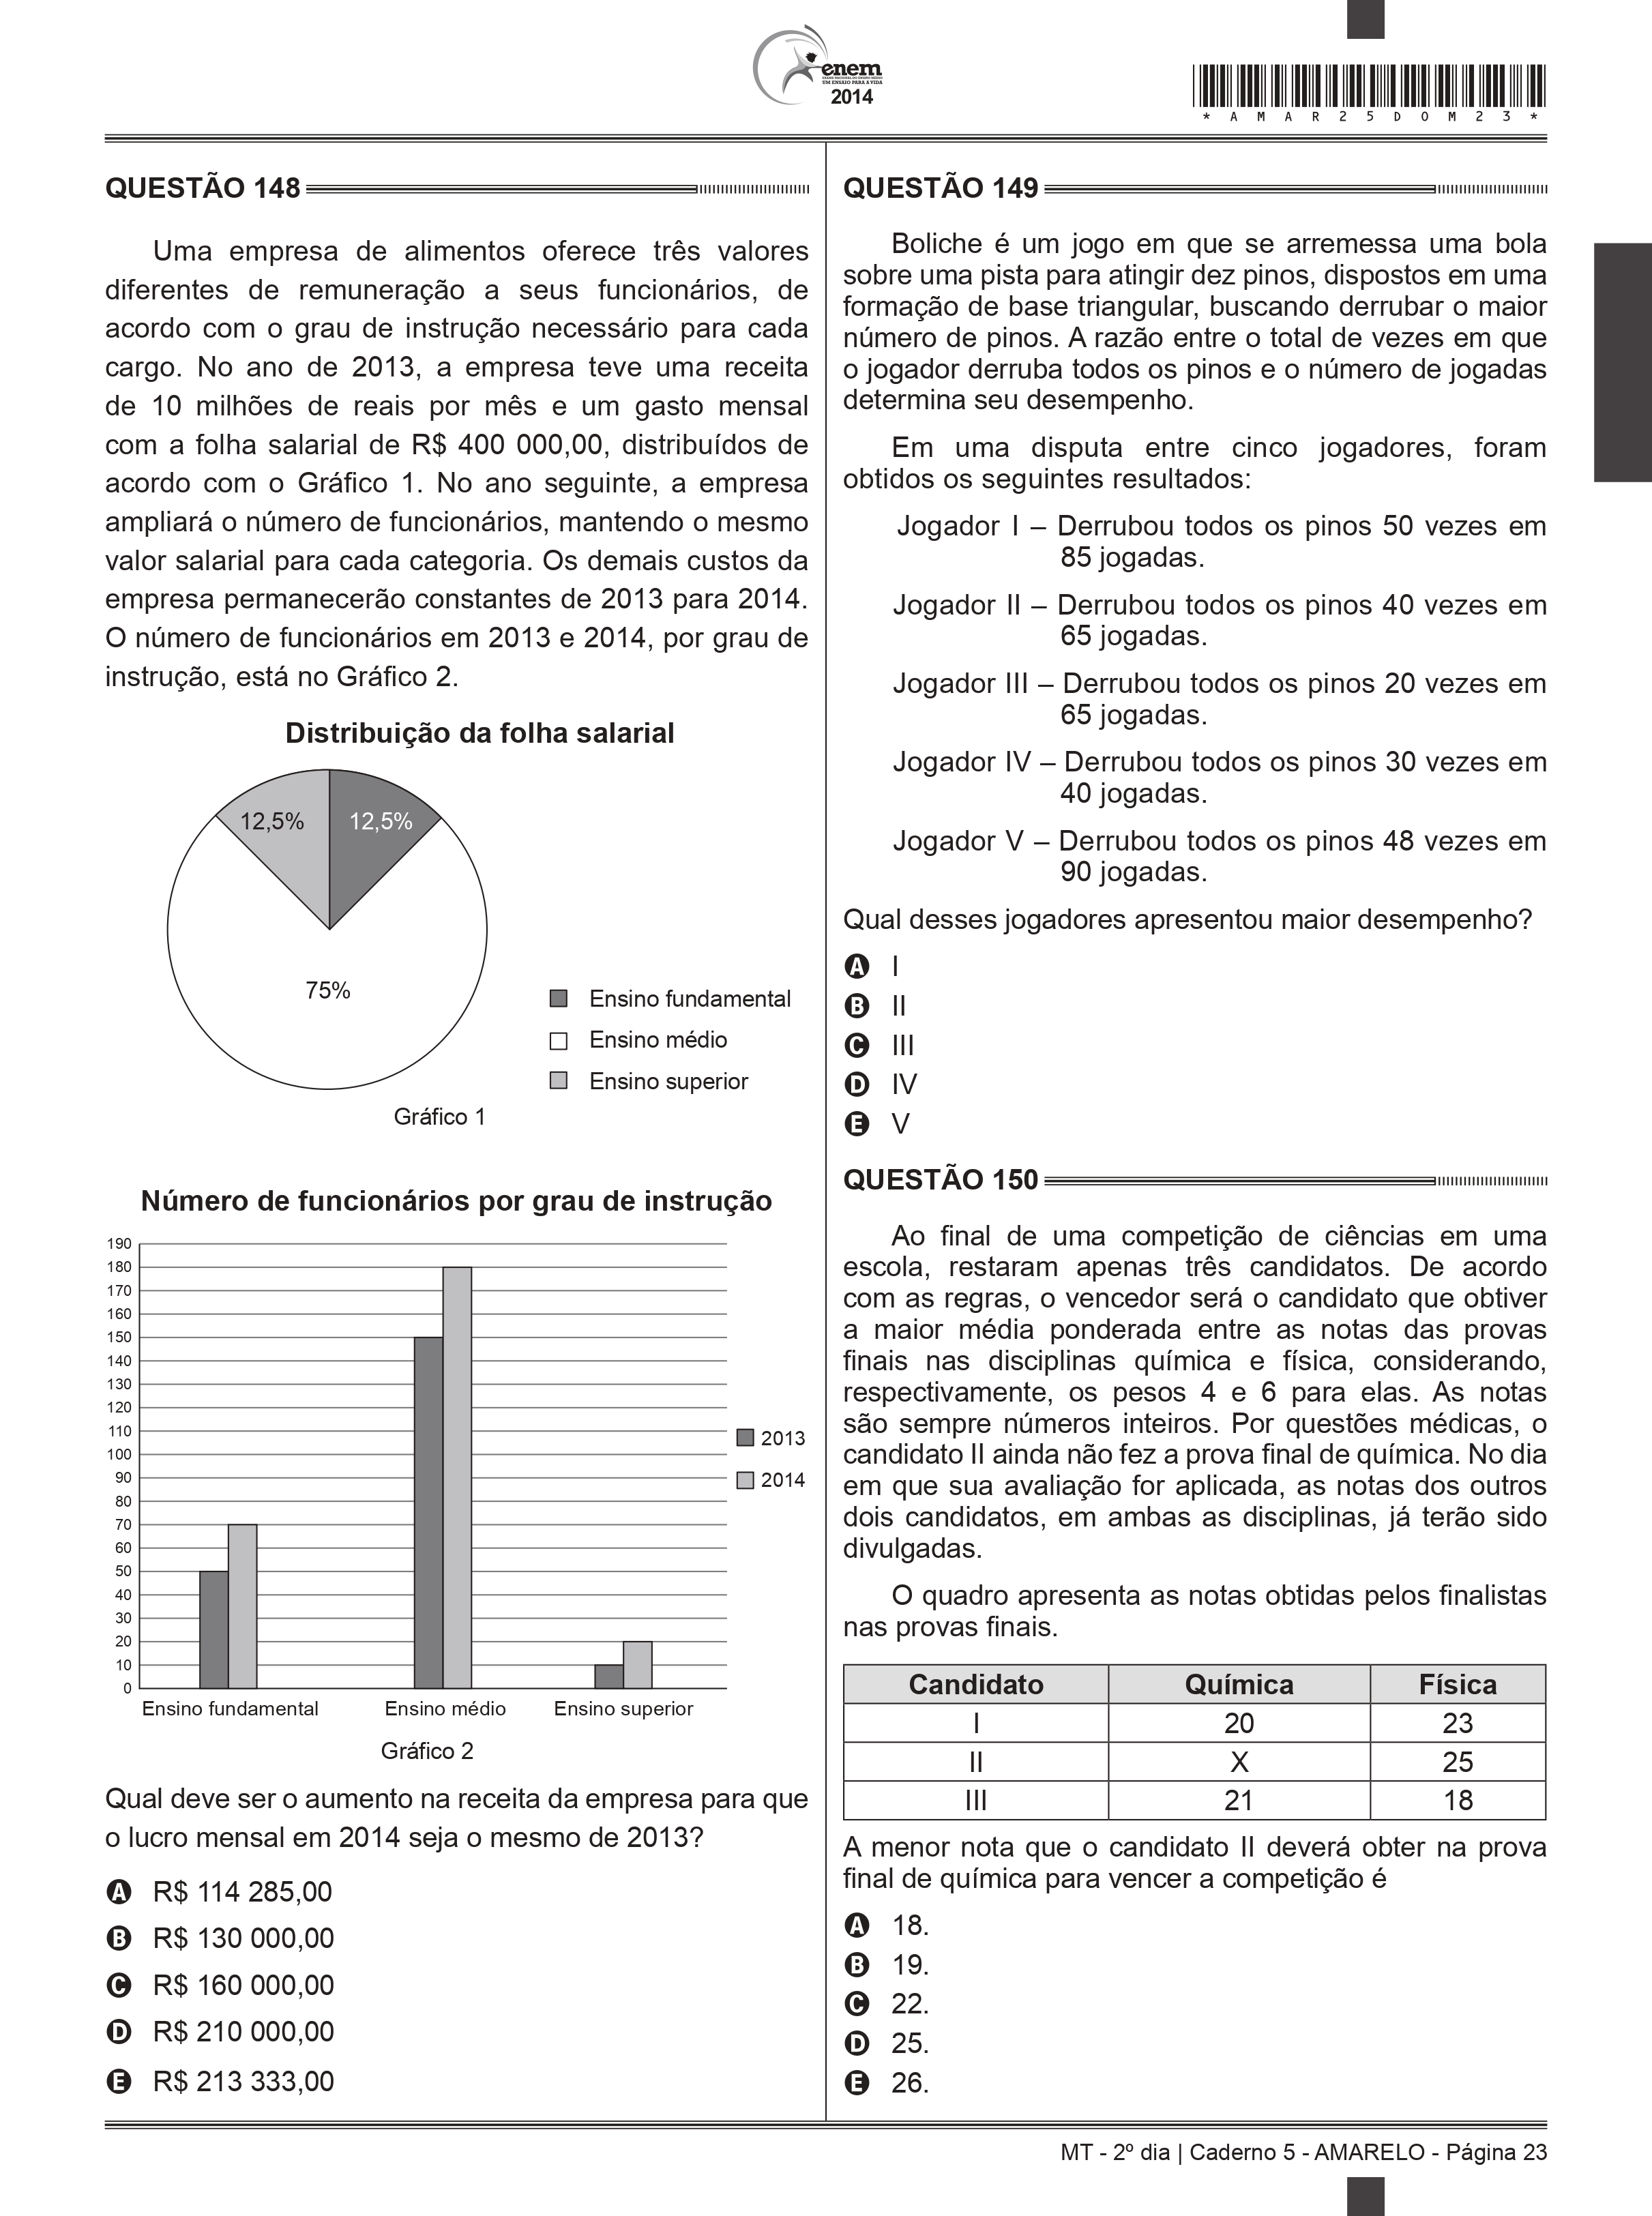 enem
EXAME NACIONAL DO ENSINO MÉDIO
UM ENSAIO PARA A VIDA
2014
* A M A R 2 5 D O M 2 3 *
QUESTÃO 148
Uma empresa de alimentos oferece três valores
diferentes de remuneração a seus funcionários, de
acordo com o grau de instrução necessário para cada
cargo. No ano de 2013, a empresa teve uma receita
de 10 milhões de reais por mês e um gasto mensal
com a folha salarial de R$ 400 000,00, distribuídos de
acordo com o Gráfico 1. No ano seguinte, a empresa
ampliará o número de funcionários, mantendo o mesmo
valor salarial para cada categoria. Os demais custos da
empresa permanecerão constantes de 2013 para 2014.
O número de funcionários em 2013 e 2014, por grau de
instrução, está no Gráfico 2.
Distribuição da folha salarial
12,5%
12,5%
75%
Ensino fundamental
Ensino médio
Ensino superior
Gráfico 1
Número de funcionários por grau de instrução
190
180
170
160
150
140
130
120
110
100
90
80
70
60
50
40
30
20
10
0
2013
2014
Ensino fundamental Ensino médio Ensino superior
Gráfico 2
Qual deve ser o aumento na receita da empresa para que
o lucro mensal em 2014 seja o mesmo de 2013?
A R$ 114 285,00
B R$ 130 000,00
C R$ 160 000,00
D R$ 210 000,00
E R$ 213 333,00
QUESTÃO 149
Boliche é um jogo em que se arremessa uma bola
sobre uma pista para atingir dez pinos, dispostos em uma
formação de base triangular, buscando derrubar o maior
número de pinos. A razão entre o total de vezes em que
o jogador derruba todos os pinos e o número de jogadas
determina seu desempenho.
Em uma disputa entre cinco jogadores, foram
obtidos os seguintes resultados:
Jogador I – Derrubou todos os pinos 50 vezes em
85 jogadas.
Jogador II – Derrubou todos os pinos 40 vezes em
65 jogadas.
Jogador III – Derrubou todos os pinos 20 vezes em
65 jogadas.
Jogador IV – Derrubou todos os pinos 30 vezes em
40 jogadas.
Jogador V – Derrubou todos os pinos 48 vezes em
90 jogadas.
Qual desses jogadores apresentou maior desempenho?
A I
B II
C III
D IV
E V
QUESTÃO 150
Ao final de uma competição de ciências em uma
escola, restaram apenas três candidatos. De acordo
com as regras, o vencedor será o candidato que obtiver
a maior média ponderada entre as notas das provas
finais nas disciplinas química e física, considerando,
respectivamente, os pesos 4 e 6 para elas. As notas
são sempre números inteiros. Por questões médicas, o
candidato II ainda não fez a prova final de química. No dia
em que sua avaliação for aplicada, as notas dos outros
dois candidatos, em ambas as disciplinas, já terão sido
divulgadas.
O quadro apresenta as notas obtidas pelos finalistas
nas provas finais.
Candidato Química Física
I 20 23
II X 25
III 21 18
A menor nota que o candidato II deverá obter na prova
final de química para vencer a competição é
A 18.
B 19.
C 22.
D 25.
E 26.
MT - 2º dia | Caderno 5 - AMARELO - Página 23